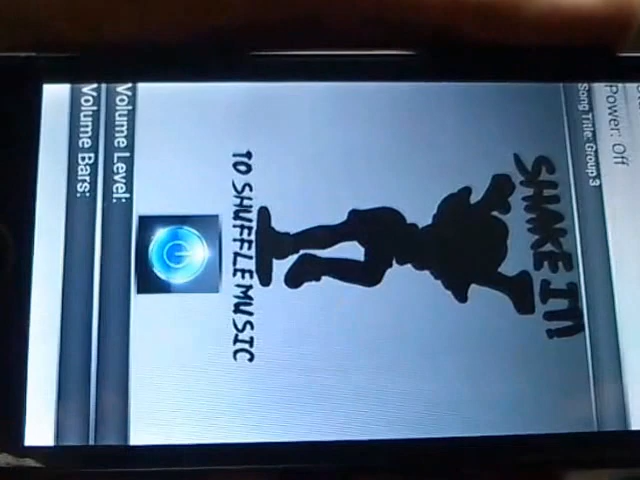 Power: Off
Song Title: Group 3
SHAKE IT!
TO SHUFFLE MUSIC
Volume Level:
Volume Bars: